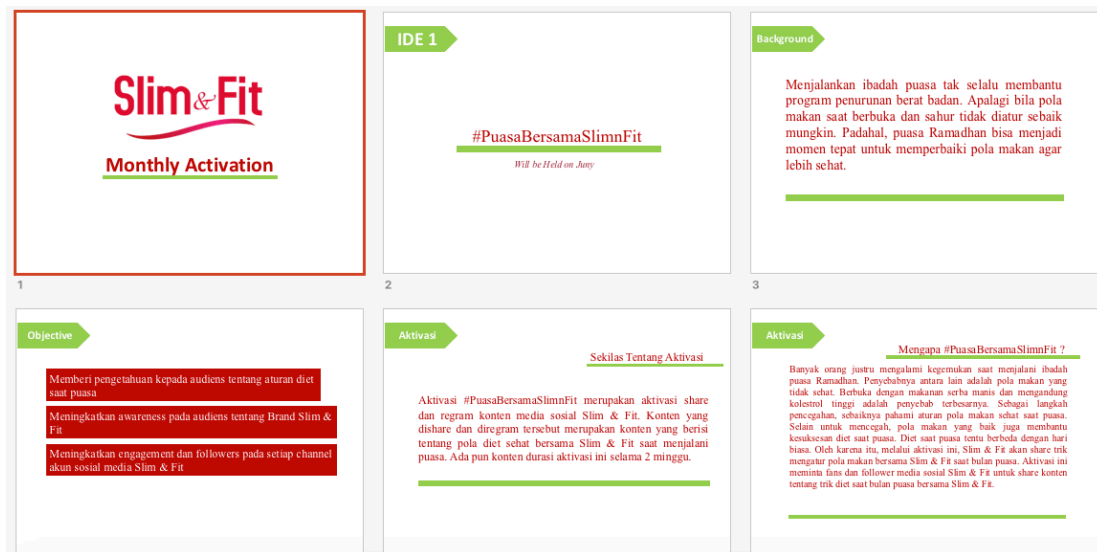 Slim&Fit
Monthly Activation
1
IDE 1
#PuasaBersamaSlimnFit
Will be Held on Juny
2
Background
Menjalankan ibadah puasa tak selalu membantu
program penurunan berat badan. Apalagi bila pola
makan saat berbuka dan sahur tidak diatur sebaik
mungkin. Padahal, puasa Ramadhan bisa menjadi
momen tepat untuk memperbaiki pola makan agar
lebih sehat.
3
Objective
Memberi pengetahuan kepada audiens tentang aturan diet
saat puasa
Meningkatkan awareness pada audiens tentang Brand Slim &
Fit
Meningkatkan engagement dan followers pada setiap channel
akun sosial media Slim & Fit
Aktivasi
Sekilas Tentang Aktivasi
Aktivasi #PuasaBersamaSlimnFit merupakan aktivasi share
dan regram konten media sosial Slim & Fit. Konten yang
dishare dan diregram tersebut merupakan konten yang berisi
tentang pola diet sehat bersama Slim & Fit saat menjalani
puasa. Ada pun konten durasi aktivasi ini selama 2 minggu.
Aktivasi
Mengapa #PuasaBersamaSlimnFit ?
Banyak orang justru mengalami kegemukan saat menjalani ibadah
puasa Ramadhan. Penyebabnya antara lain adalah pola makan yang
tidak sehat. Berbuka dengan makanan serba manis dan mengandung
kolestrol tinggi adalah penyebab terbesarnya. Sebagai langkah
pencegahan, sebaiknya pahami aturan pola makan sehat saat puasa.
Selain untuk mencegah, pola makan yang baik juga membantu
kesuksesan diet saat puasa. Diet saat puasa tentu berbeda dengan hari
biasa. Oleh karena itu, melalui aktivasi ini, Slim & Fit akan share trik
mengatur pola makan bersama Slim & Fit saat bulan puasa. Aktivasi ini
meminta fans dan follower media sosial Slim & Fit untuk share konten
tentang trik diet saat bulan puasa bersama Slim & Fit.